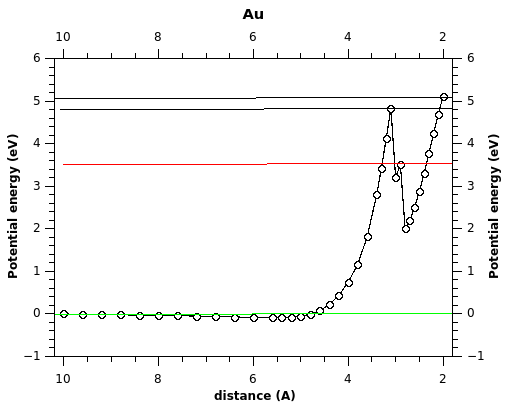 Au
10 8 6 4 2
6 6
5 5
4 4
3 3
2 2
1 1
0 0
−1 −1
Potential energy (eV)
Potential energy (eV)
10 8 6 4 2
distance (A)